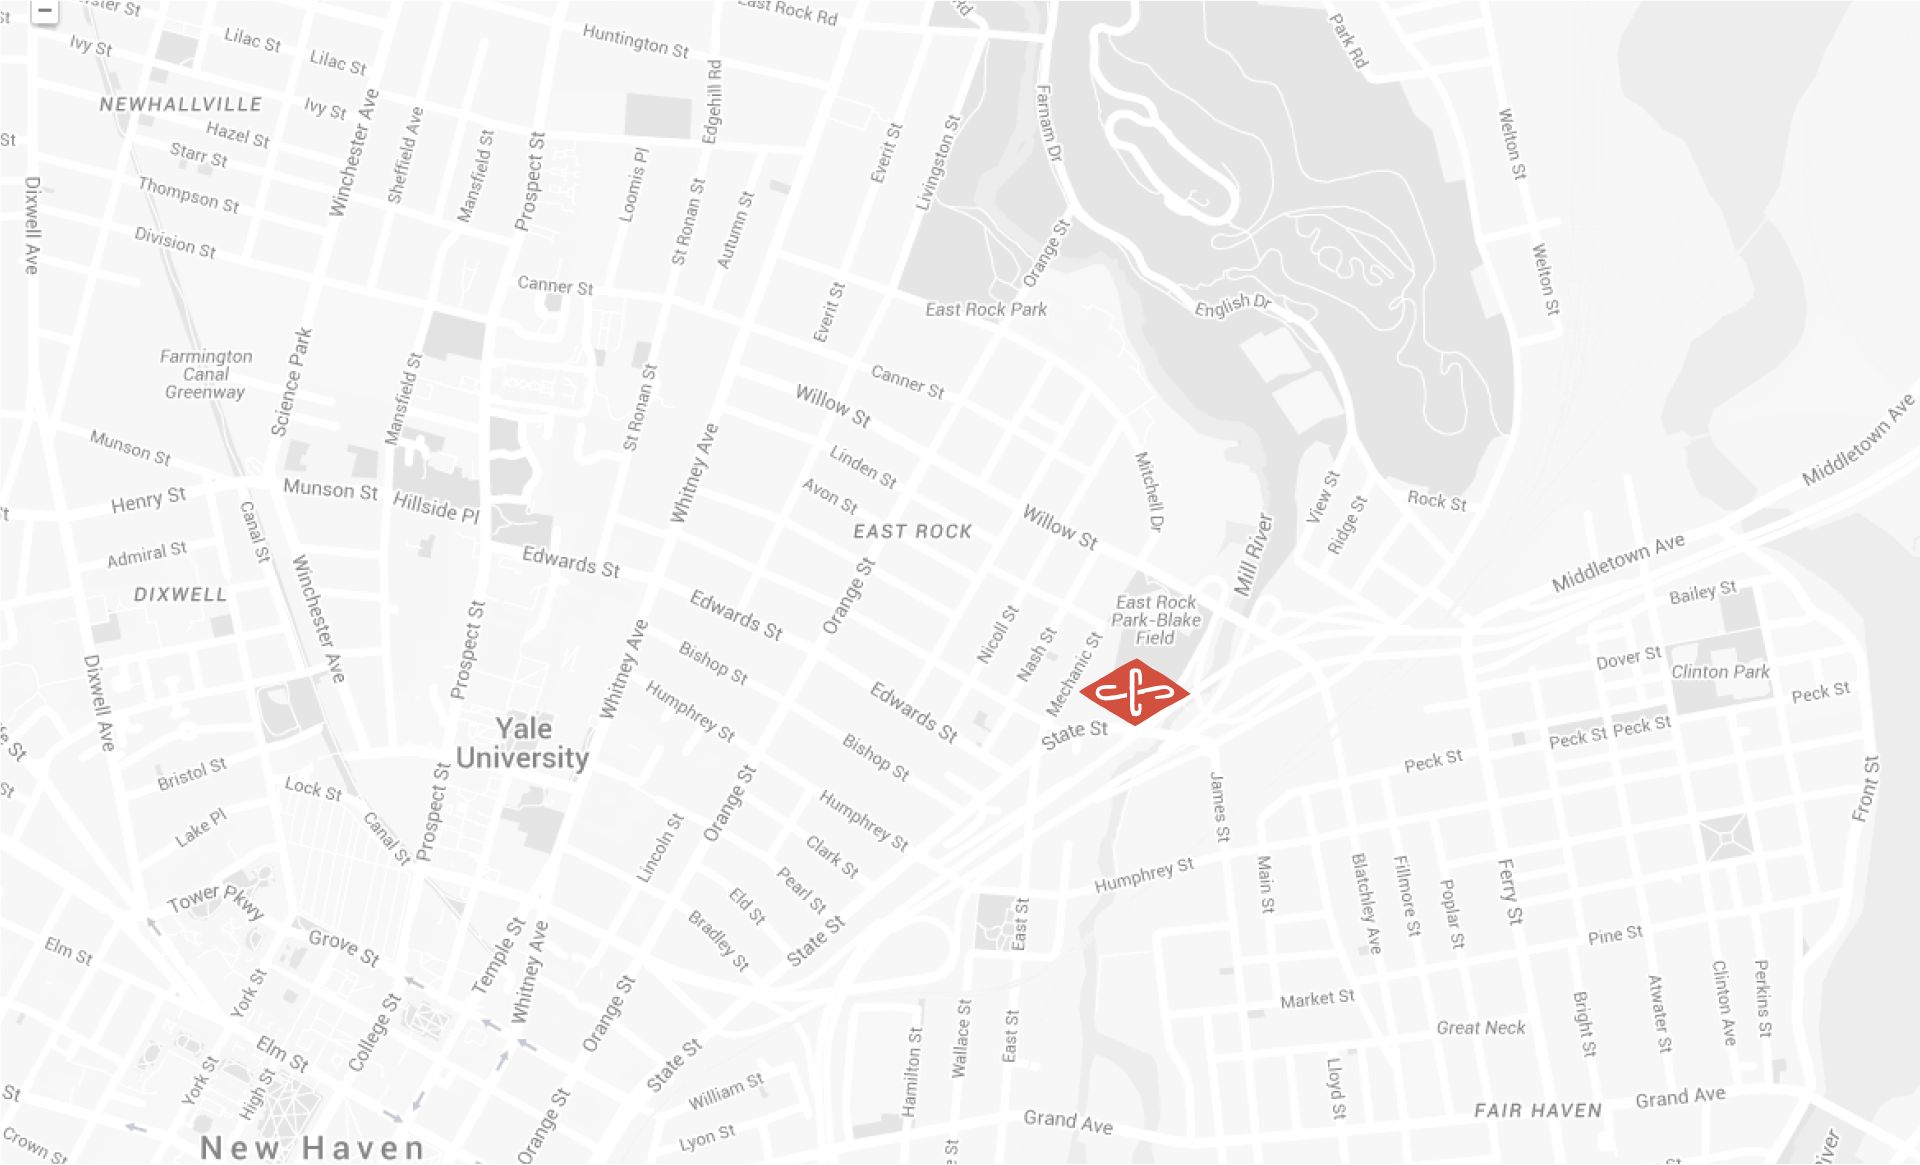 East Rock Rd
Rd
Park Rd
Huntington St
Lilac St
Lilac St
Ivy St
Ivy St
NEWHALLVILLE
Hazel St
Starr St
Thompson St
Division St
St
Dixwell Ave
Winchester Ave
Sheffield Ave
Mansfield St
Prospect St
Loomis Pl
Edgehill Rd
St Ronan St
Autumn St
Everit St
Livingston St
Farnam Dr
Orange St
Welton St
Welton St
Canner St
Everit St
East Rock Park
English Dr
Farmington
Canal
Greenway
Science Park
Mansfield St
St Ronan St
Whitney Ave
Canner St
Willow St
Linden St
Avon St
EAST ROCK
Willow St
Mitchell Dr
Mill River
View St
Ridge St
Rock St
Middletown Ave
Middletown Ave
Munson St
Henry St
Munson St
Hillside Pl
Canal St
Admiral St
DIXWELL
Winchester Ave
Edwards St
Edwards St
Orange St
Prospect St
Whitney Ave
Bishop St
Humphrey St
Nicoll St
Nash St
Mechanic St
East Rock
Park-Blake
Field
Bailey St
Dover St
Clinton Park
Peck St
Peck St
Peck St
Peck St
Dixwell Ave
Yale
University
Edwards St
State St
Bishop St
Bristol St
Lock St
Lake Pl
Canal St
Prospect St
Orange St
Lincoln St
Humphrey St
Clark St
Pearl St
Eld St
Bradley St
State St
James St
Front St
Humphrey St
Main St
Blatchley Ave
Fillmore St
Poplar St
Ferry St
Tower Pkwy
Grove St
Elm St
York St
Temple St
Whitney Ave
College St
Orange St
East St
Pine St
Market St
Great Neck
Bright St
Atwater St
Clinton Ave
Perkins St
Elm St
York St
High St
State St
William St
Lyon St
Orange St
Hamilton St
Wallace St
East St
Grand Ave
Lloyd St
FAIR HAVEN
Grand Ave
St
Crown St
New Haven